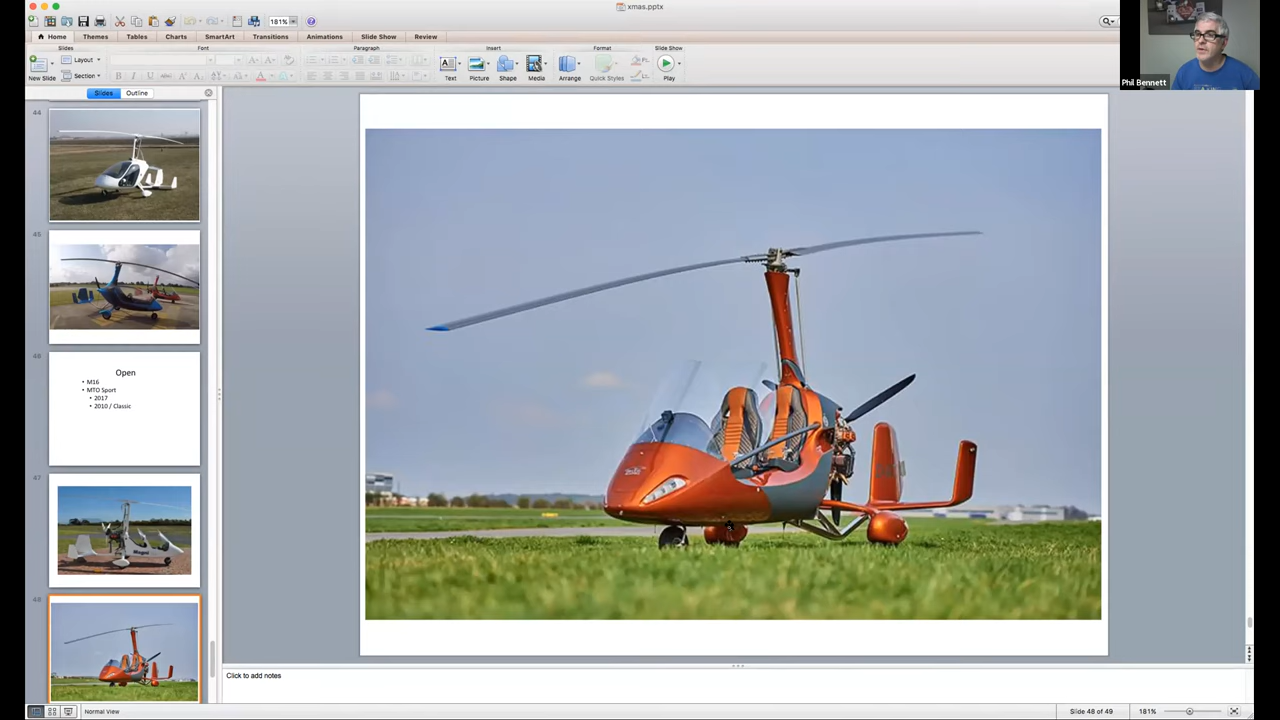 xmas.pptx
181%
Home Themes Tables Charts SmartArt Transitions Animations Slide Show Review
Slides Font Paragraph Insert Format Slide Show
New Slide Layout Section Text Picture Shape Media Arrange Quick Styles Play
Slides Outline
Phil Bennett
44
45
46
Open
• M16
• MTO Sport
• 2017
• 2010 / Classic
47
Magni
48
Click to add notes
Normal View
Slide 48 of 49
181%